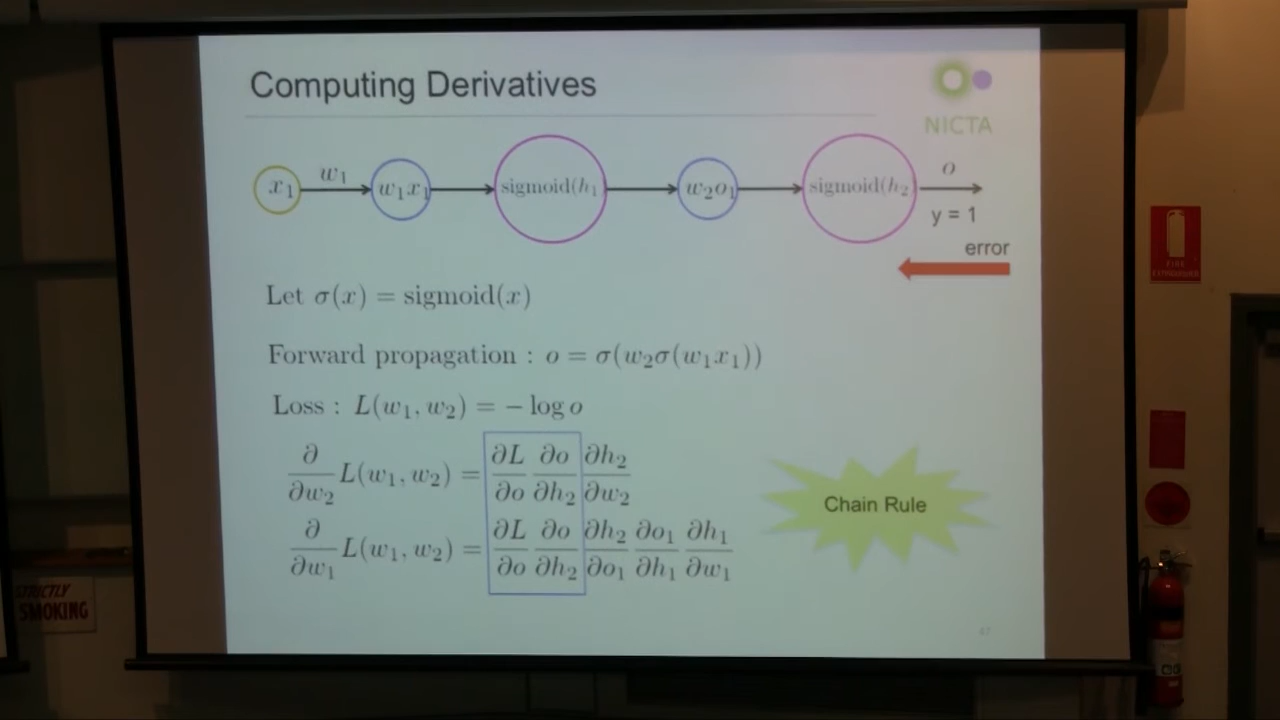 Computing Derivatives
NICTA
x₁ w₁ w₁x₁ sigmoid(h₁ w₂o₁ sigmoid(h₂ o
y = 1
error
Let σ(x) = sigmoid(x)
Forward propagation : o = σ(w₂σ(w₁x₁))
Loss : L(w₁, w₂) = − log o
∂/∂w₂ L(w₁, w₂) = ∂L/∂o ∂o/∂h₂ ∂h₂/∂w₂
∂/∂w₁ L(w₁, w₂) = ∂L/∂o ∂o/∂h₂ ∂h₂/∂o₁ ∂o₁/∂h₁ ∂h₁/∂w₁
Chain Rule
FIRE
EXTINGUISHER
STRICTLY
SMOKING